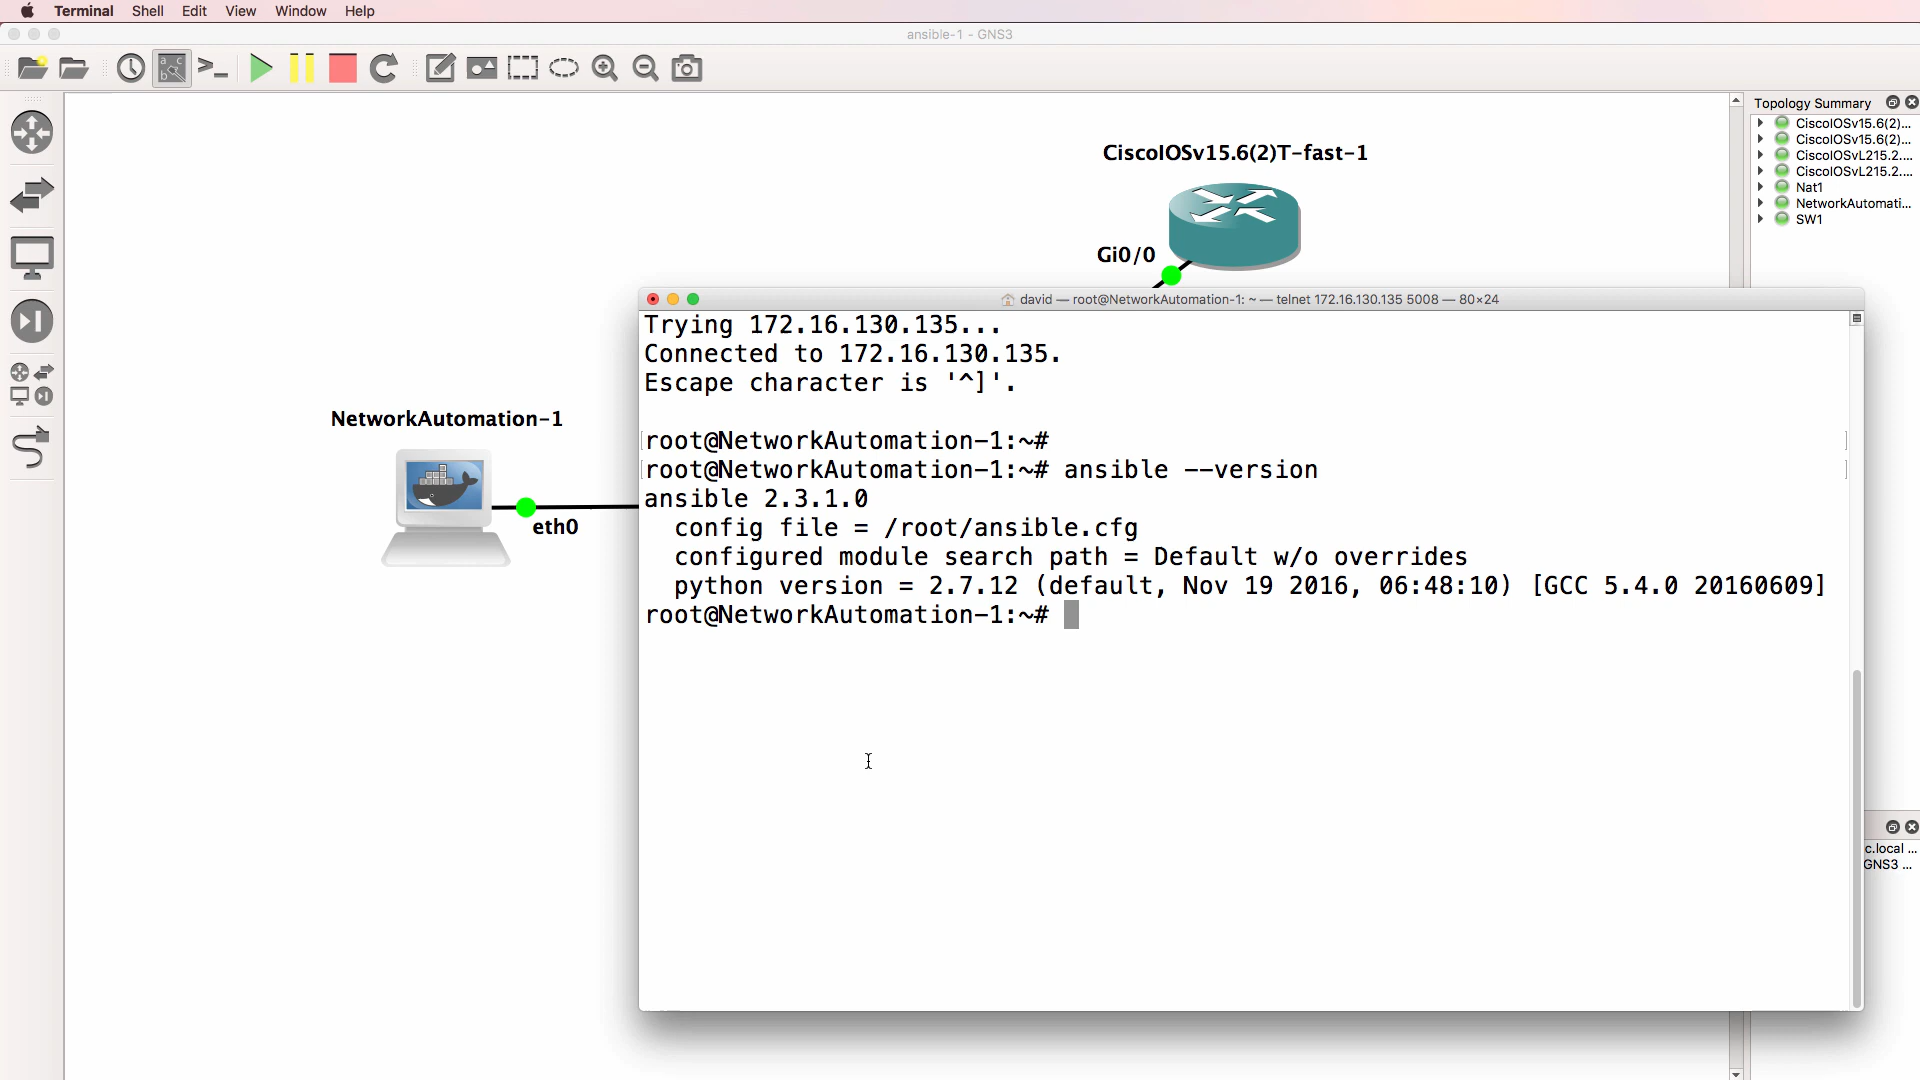 Terminal Shell Edit View Window Help
ansible-1 - GNS3
Topology Summary
CiscoIOSv15.6(2)...
CiscoIOSv15.6(2)...
CiscoIOSvL215.2....
CiscoIOSvL215.2....
Nat1
NetworkAutomati...
SW1
CiscoIOSv15.6(2)T-fast-1
Gi0/0
NetworkAutomation-1
eth0
david — root@NetworkAutomation-1: ~ — telnet 172.16.130.135 5008 — 80×24
Trying 172.16.130.135...
Connected to 172.16.130.135.
Escape character is '^]'.
root@NetworkAutomation-1:~#
root@NetworkAutomation-1:~# ansible --version
ansible 2.3.1.0
config file = /root/ansible.cfg
configured module search path = Default w/o overrides
python version = 2.7.12 (default, Nov 19 2016, 06:48:10) [GCC 5.4.0 20160609]
root@NetworkAutomation-1:~#
c.local ...
GNS3 ...